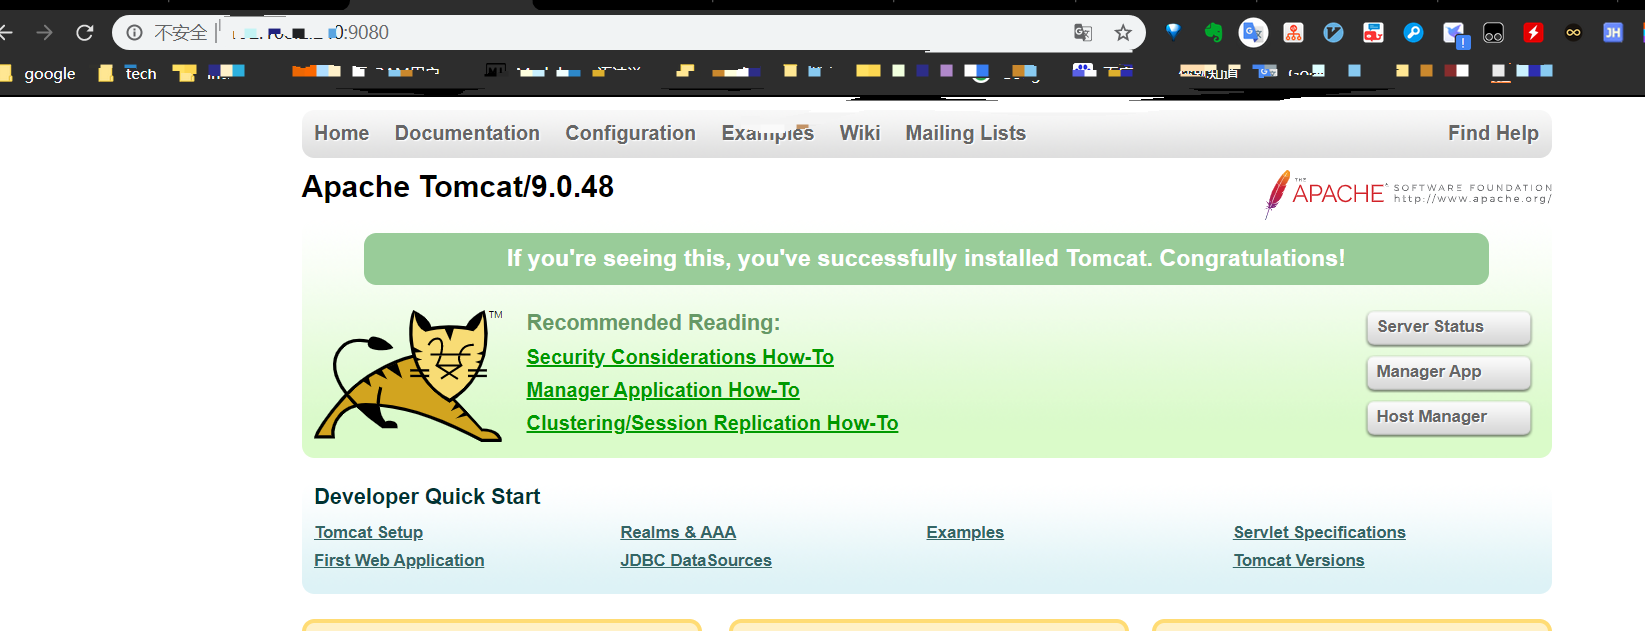 不安全
:9080
google
tech
Home Documentation Configuration Examples Wiki Mailing Lists Find Help
Apache Tomcat/9.0.48
THE APACHE® SOFTWARE FOUNDATION
http://www.apache.org/
If you're seeing this, you've successfully installed Tomcat. Congratulations!
TM
Recommended Reading:
Security Considerations How-To
Manager Application How-To
Clustering/Session Replication How-To
Server Status
Manager App
Host Manager
Developer Quick Start
Tomcat Setup Realms & AAA Examples Servlet Specifications
First Web Application JDBC DataSources Tomcat Versions
JH